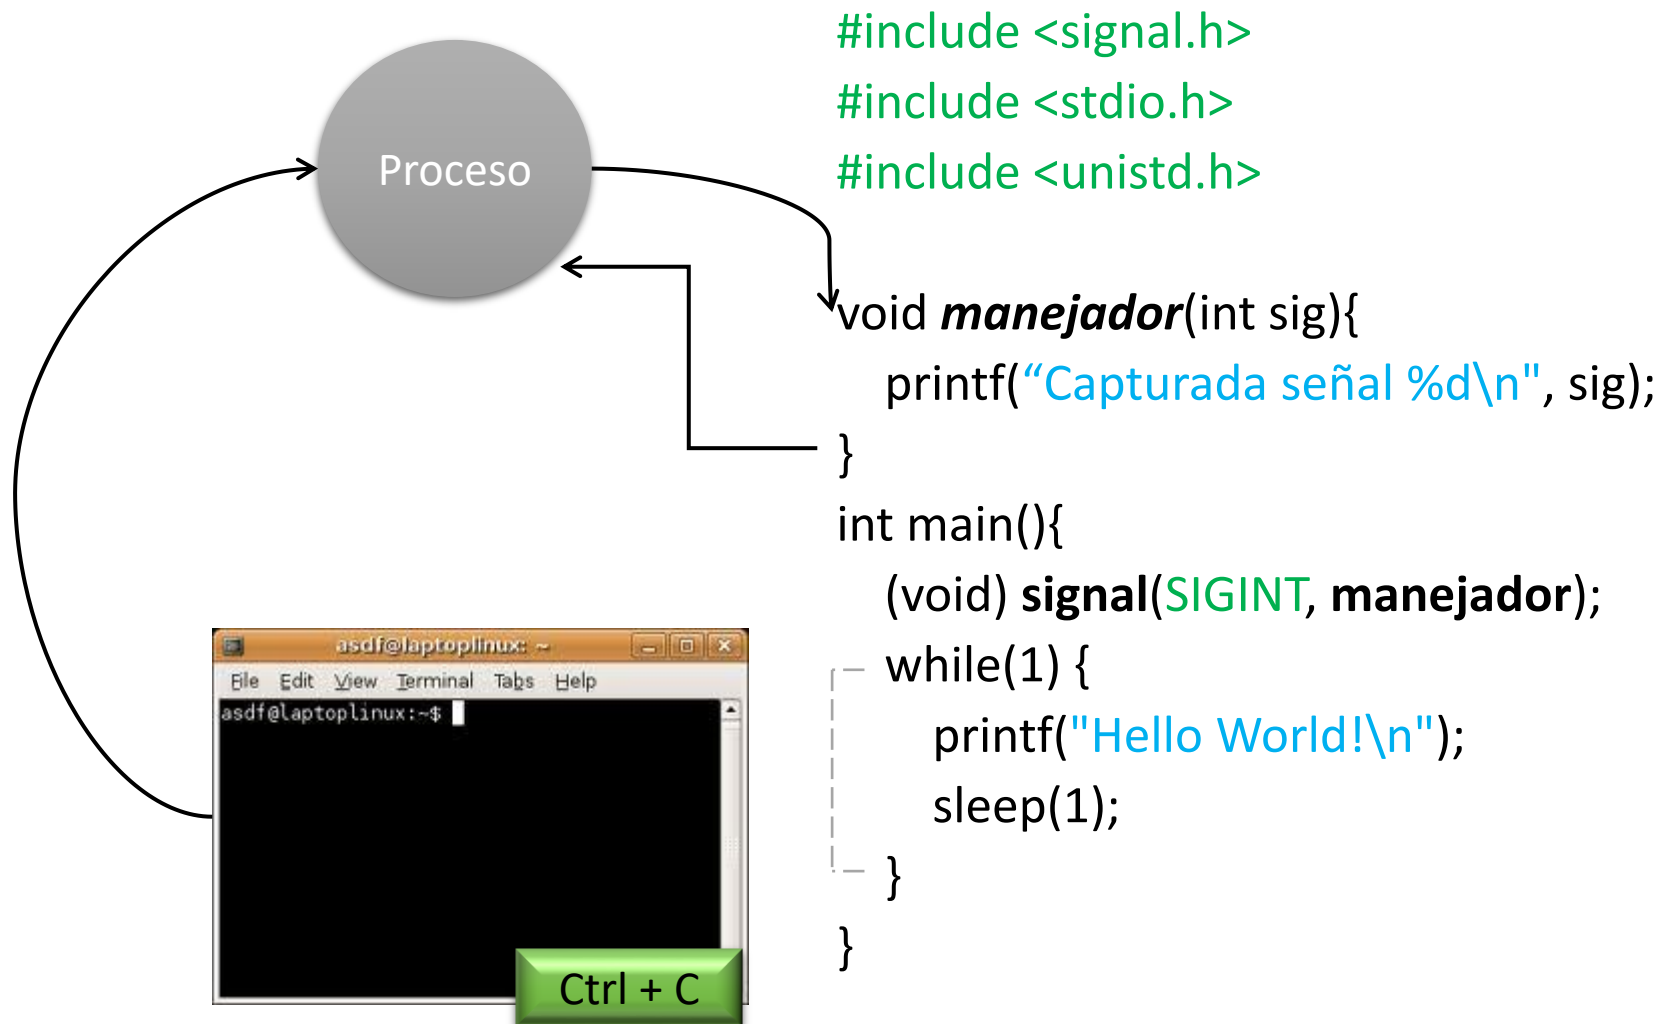 Proceso
#include <signal.h>
#include <stdio.h>
#include <unistd.h>
void manejador(int sig){
printf(“Capturada señal %d\n", sig);
}
int main(){
(void) signal(SIGINT, manejador);
while(1) {
printf("Hello World!\n");
sleep(1);
}
}
asdf@laptoplinux: ~
File Edit View Terminal Tabs Help
asdf@laptoplinux:~$
Ctrl + C